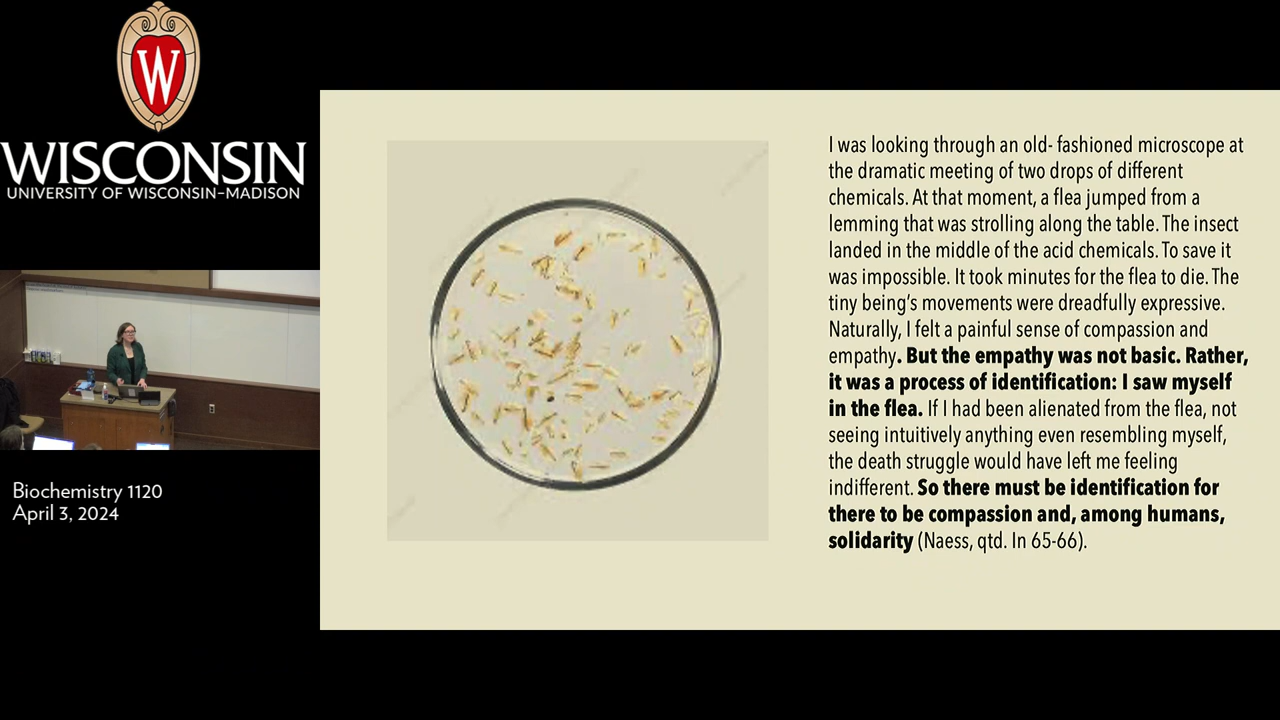 W
WISCONSIN
UNIVERSITY OF WISCONSIN–MADISON
Biochemistry 1120
April 3, 2024
I was looking through an old- fashioned microscope at
the dramatic meeting of two drops of different
chemicals. At that moment, a flea jumped from a
lemming that was strolling along the table. The insect
landed in the middle of the acid chemicals. To save it
was impossible. It took minutes for the flea to die. The
tiny being's movements were dreadfully expressive.
Naturally, I felt a painful sense of compassion and
empathy. But the empathy was not basic. Rather,
it was a process of identification: I saw myself
in the flea. If I had been alienated from the flea, not
seeing intuitively anything even resembling myself,
the death struggle would have left me feeling
indifferent. So there must be identification for
there to be compassion and, among humans,
solidarity (Naess, qtd. In 65-66).